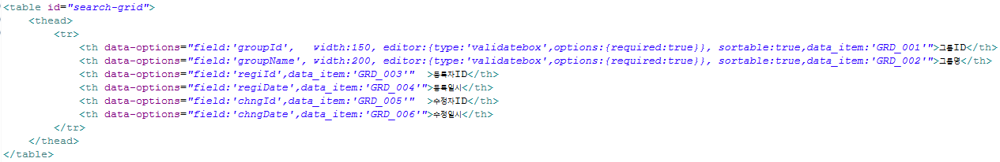 <table id="search-grid">
    <thead>
        <tr>
            <th data-options="field:'groupId',   width:150, editor:{type:'validatebox',options:{required:true}}, sortable:true,data_item:'GRD_001'">그룹ID</th>
            <th data-options="field:'groupName', width:200, editor:{type:'validatebox',options:{required:true}}, sortable:true,data_item:'GRD_002'">그룹명</th>
            <th data-options="field:'regiId',data_item:'GRD_003'"  >등록자ID</th>
            <th data-options="field:'regiDate',data_item:'GRD_004'">등록일시</th>
            <th data-options="field:'chngId',data_item:'GRD_005'"  >수정자ID</th>
            <th data-options="field:'chngDate',data_item:'GRD_006'">수정일시</th>
        </tr>
    </thead>
</table>